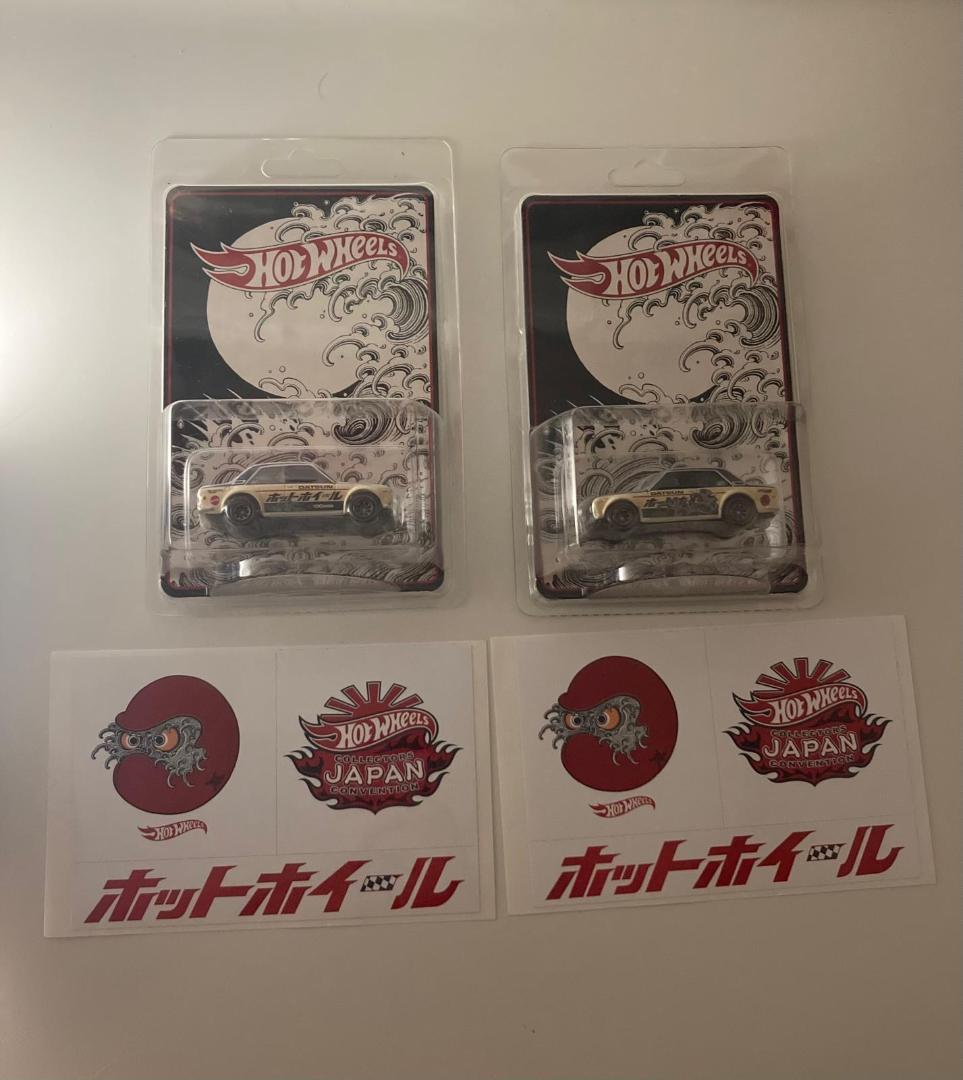 HOT WHEELS
HOT WHEELS
DATSUN
ホットホイール
DATSUN
HOT WHEELS
COLLECTORS
JAPAN
CONVENTION
HOT WHEELS
ホットホイール
HOT WHEELS
COLLECTORS
JAPAN
CONVENTION
HOT WHEELS
ホットホイール